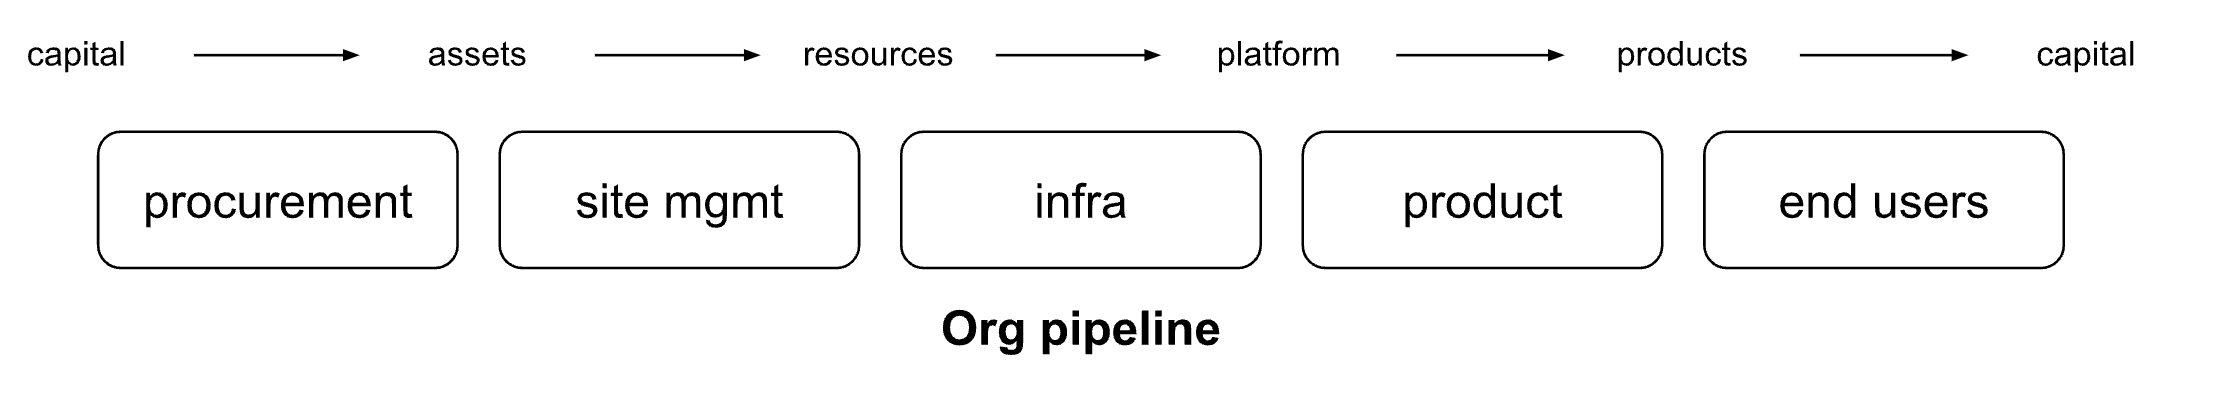 capital assets resources platform products capital
procurement site mgmt infra product end users
Org pipeline